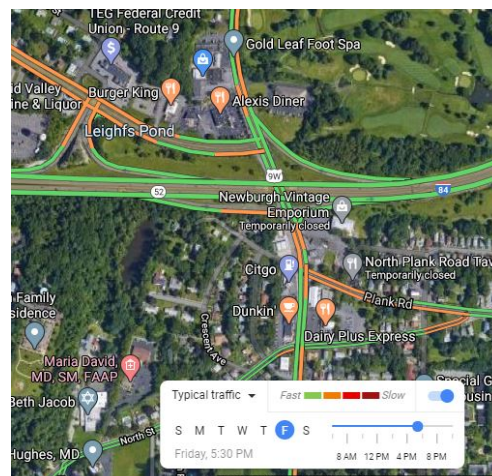 TEG Federal Credit
Union - Route 9
Gold Leaf Foot Spa
Burger King
Alexis Diner
id Valley
ine & Liquor
Leighfs Pond
9W
52
84
Newburgh Vintage
Emporium
Temporarily closed
Citgo
North Plank Road Tav
Temporarily closed
Plank Rd
Family
sidence
Dunkin'
Dairy Plus Express
Crescent Ave
Maria David,
MD, SM, FAAP
Beth Jacob
North St
Hughes, MD
Special G
ousin
Typical traffic
Fast
Slow
S M T W T F S
Friday, 5:30 PM
8 AM 12 PM 4 PM 8 PM